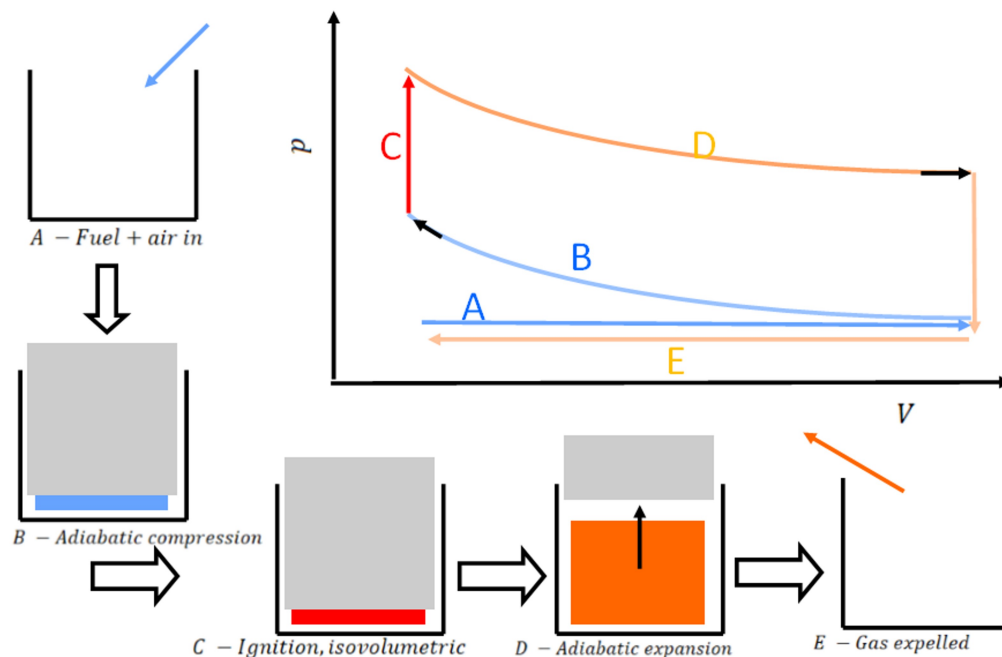 p
C
D
B
A
E
V
A – Fuel + air in
B – Adiabatic compression
C – Ignition, isovolumetric
D – Adiabatic expansion
E – Gas expelled